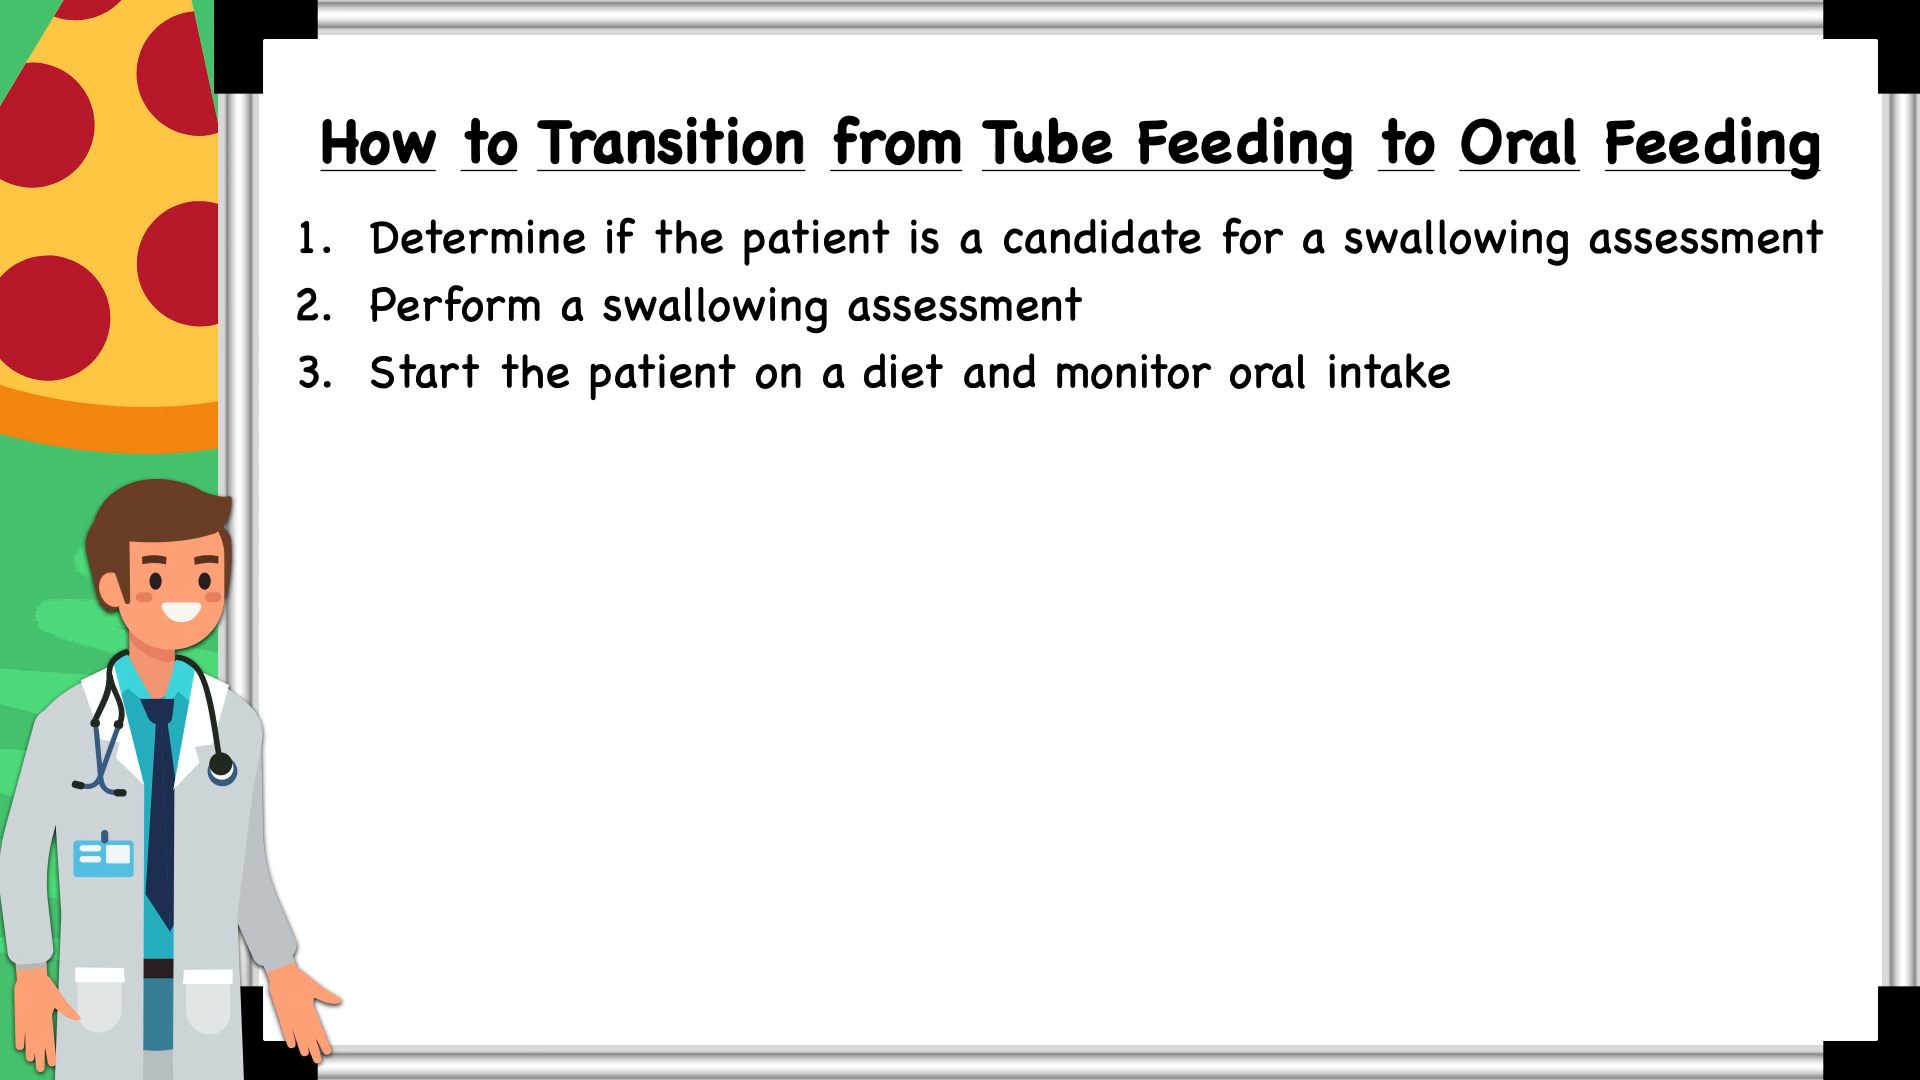 How to Transition from Tube Feeding to Oral Feeding
1. Determine if the patient is a candidate for a swallowing assessment
2. Perform a swallowing assessment
3. Start the patient on a diet and monitor oral intake